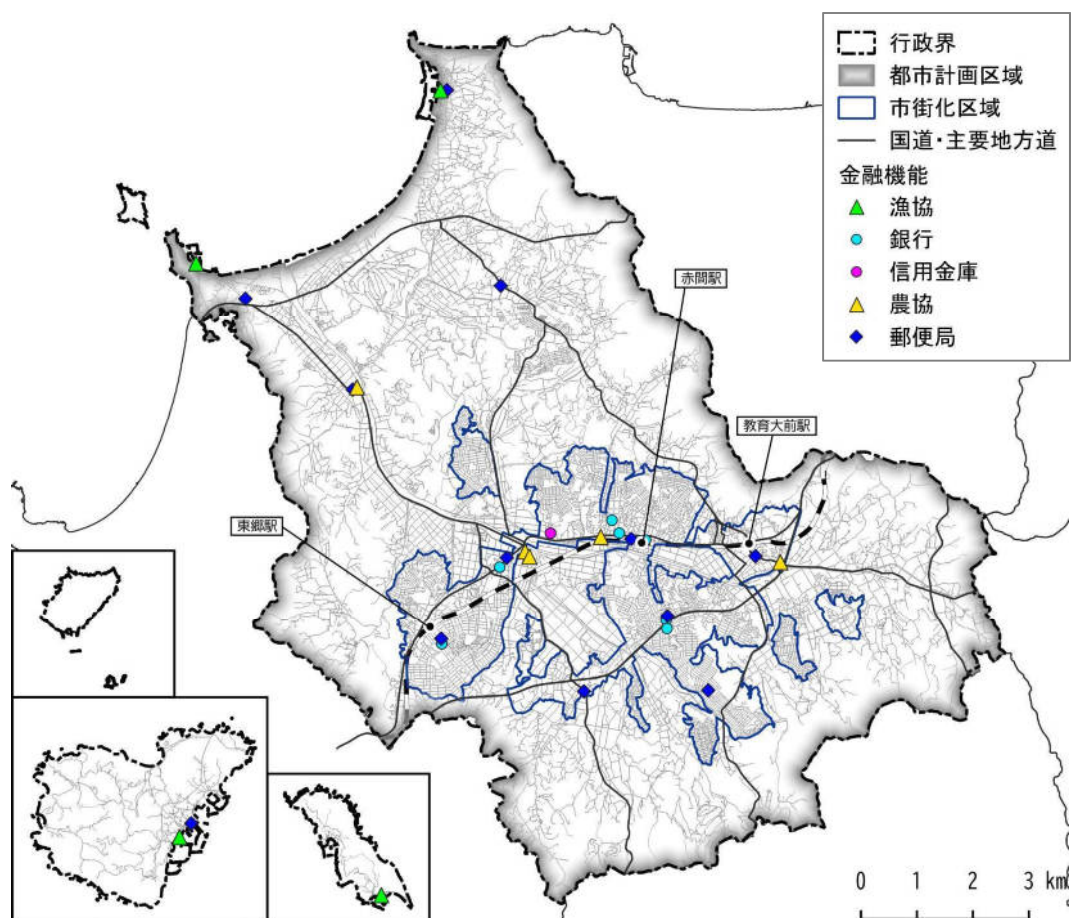 行政界
都市計画区域
市街化区域
国道・主要地方道
金融機能
漁協
銀行
信用金庫
農協
郵便局
赤間駅
教育大前駅
東郷駅
0 1 2 3 km